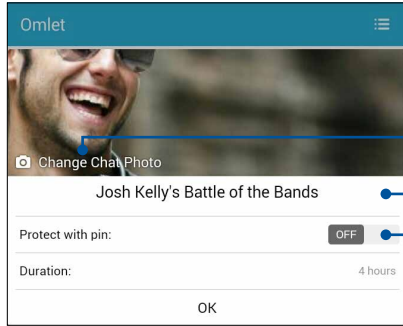 Omlet
Change Chat Photo
Josh Kelly's Battle of the Bands
Protect with pin: OFF
Duration: 4 hours
OK